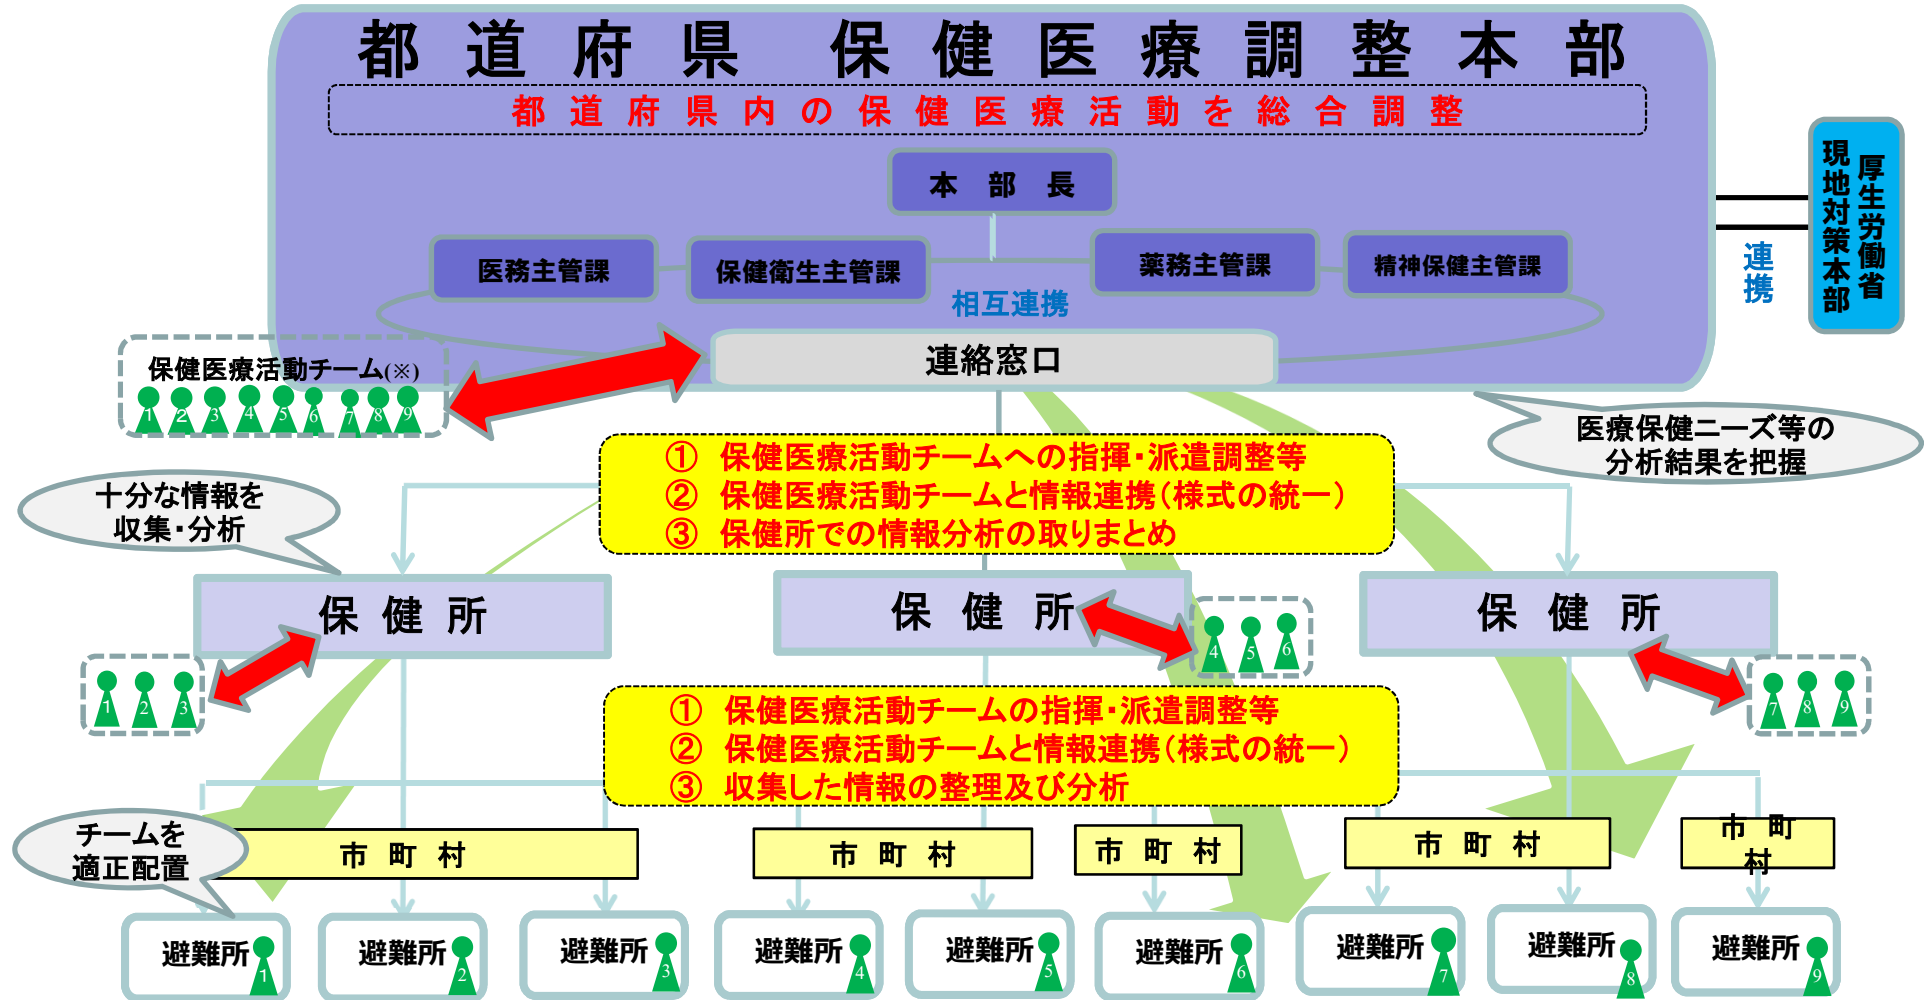 都道府県 保健医療調整本部
都道府県内の保健医療活動を総合調整
本部長
医務主管課
保健衛生主管課
薬務主管課
精神保健主管課
相互連携
連絡窓口
連携
厚生労働省
現地対策本部
保健医療活動チーム(※)
1 2 3 4 5 6 7 8 9
医療保健ニーズ等の
分析結果を把握
① 保健医療活動チームへの指揮・派遣調整等
② 保健医療活動チームと情報連携(様式の統一)
③ 保健所での情報分析の取りまとめ
十分な情報を
収集・分析
保健所
保健所
保健所
1 2 3
4 5 6
7 8 9
① 保健医療活動チームの指揮・派遣調整等
② 保健医療活動チームと情報連携(様式の統一)
③ 収集した情報の整理及び分析
チームを
適正配置
市町村
市町村
市町村
市町村
市町
村
避難所 1
避難所 2
避難所 3
避難所 4
避難所 5
避難所 6
避難所 7
避難所 8
避難所 9